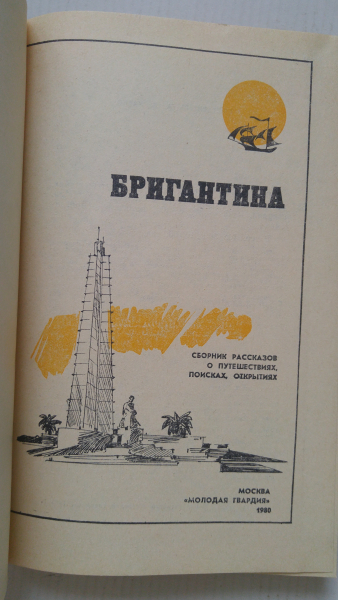 БРИГАНТИНА
СБОРНИК РАССКАЗОВ
О ПУТЕШЕСТВИЯХ,
ПОИСКАХ, ОТКРЫТИЯХ
МОСКВА
«МОЛОДАЯ ГВАРДИЯ»
1980